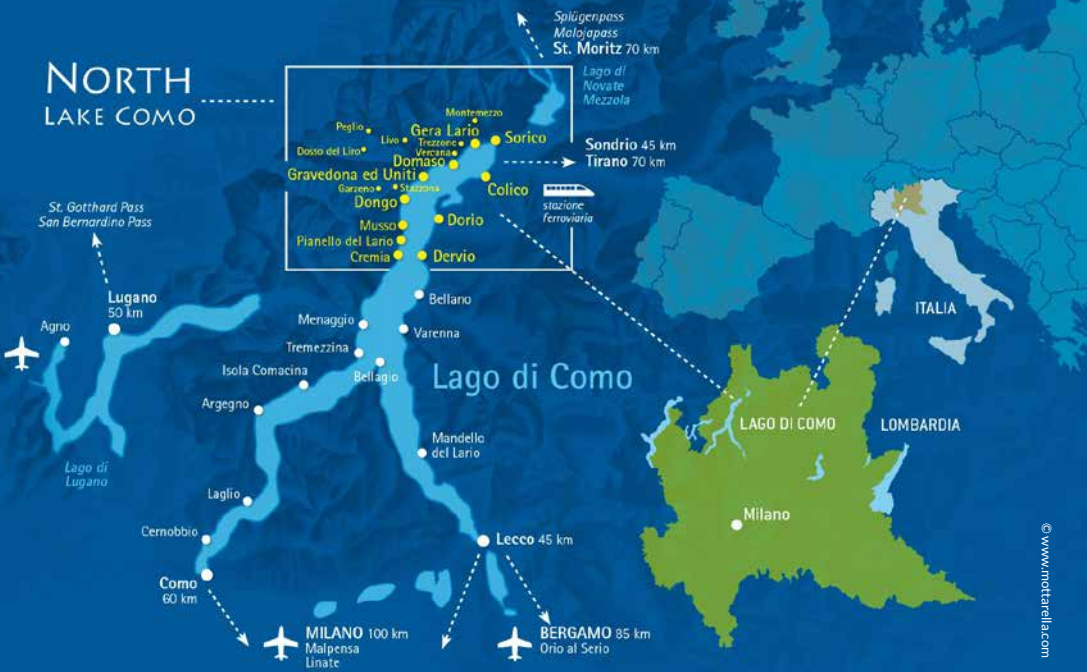 Splügenpass
Malojapass
St. Moritz 70 km
NORTH
LAKE COMO
Lago di
Novate
Mezzola
Montemezzo
Peglio
Livo
Gera Lario
Trezzone
Sorico
Dosso del Liro
Vercana
Domaso
Sondrio 45 km
Tirano 70 km
Gravedona ed Uniti
Colico
Garzeno
Stazzona
Dongo
stazione
ferroviaria
Musso
Dorio
Pianello del Lario
Cremia
Dervio
St. Gotthard Pass
San Bernardino Pass
Lugano
50 km
Agno
Bellano
Menaggio
Varenna
Tremezzina
Isola Comacina
Bellagio
Lago di Como
Argegno
Mandello
del Lario
Lago di
Lugano
Laglio
Cernobbio
Lecco 45 km
Como
60 km
MILANO 100 km
Malpensa
Linate
BERGAMO 85 km
Orio al Serio
ITALIA
LAGO DI COMO
LOMBARDIA
Milano
© www.mottarella.com